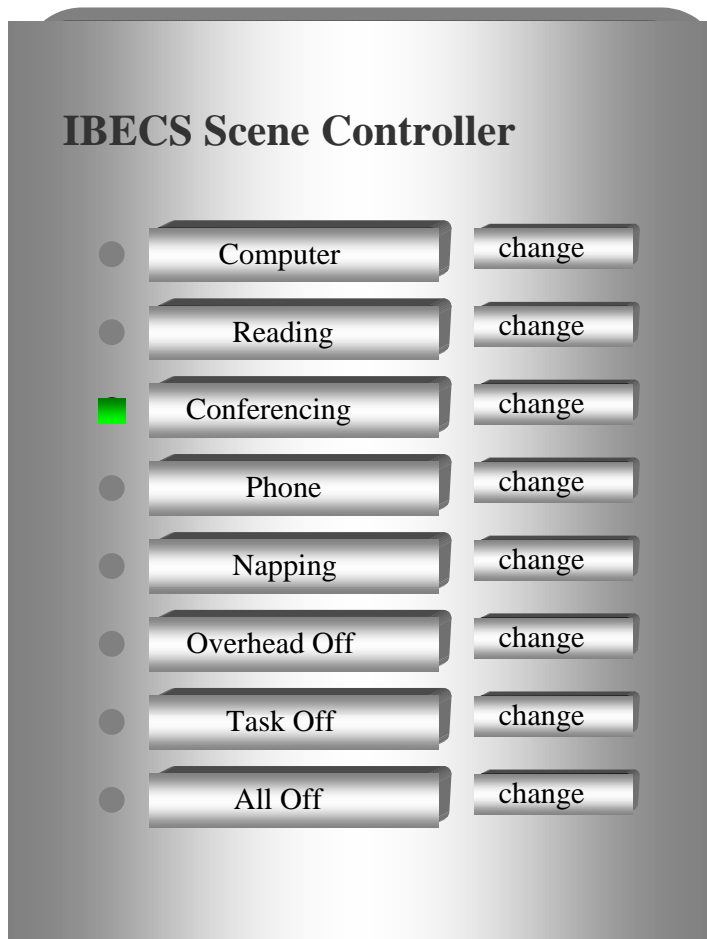 IBECS Scene Controller
Computer change
Reading change
Conferencing change
Phone change
Napping change
Overhead Off change
Task Off change
All Off change